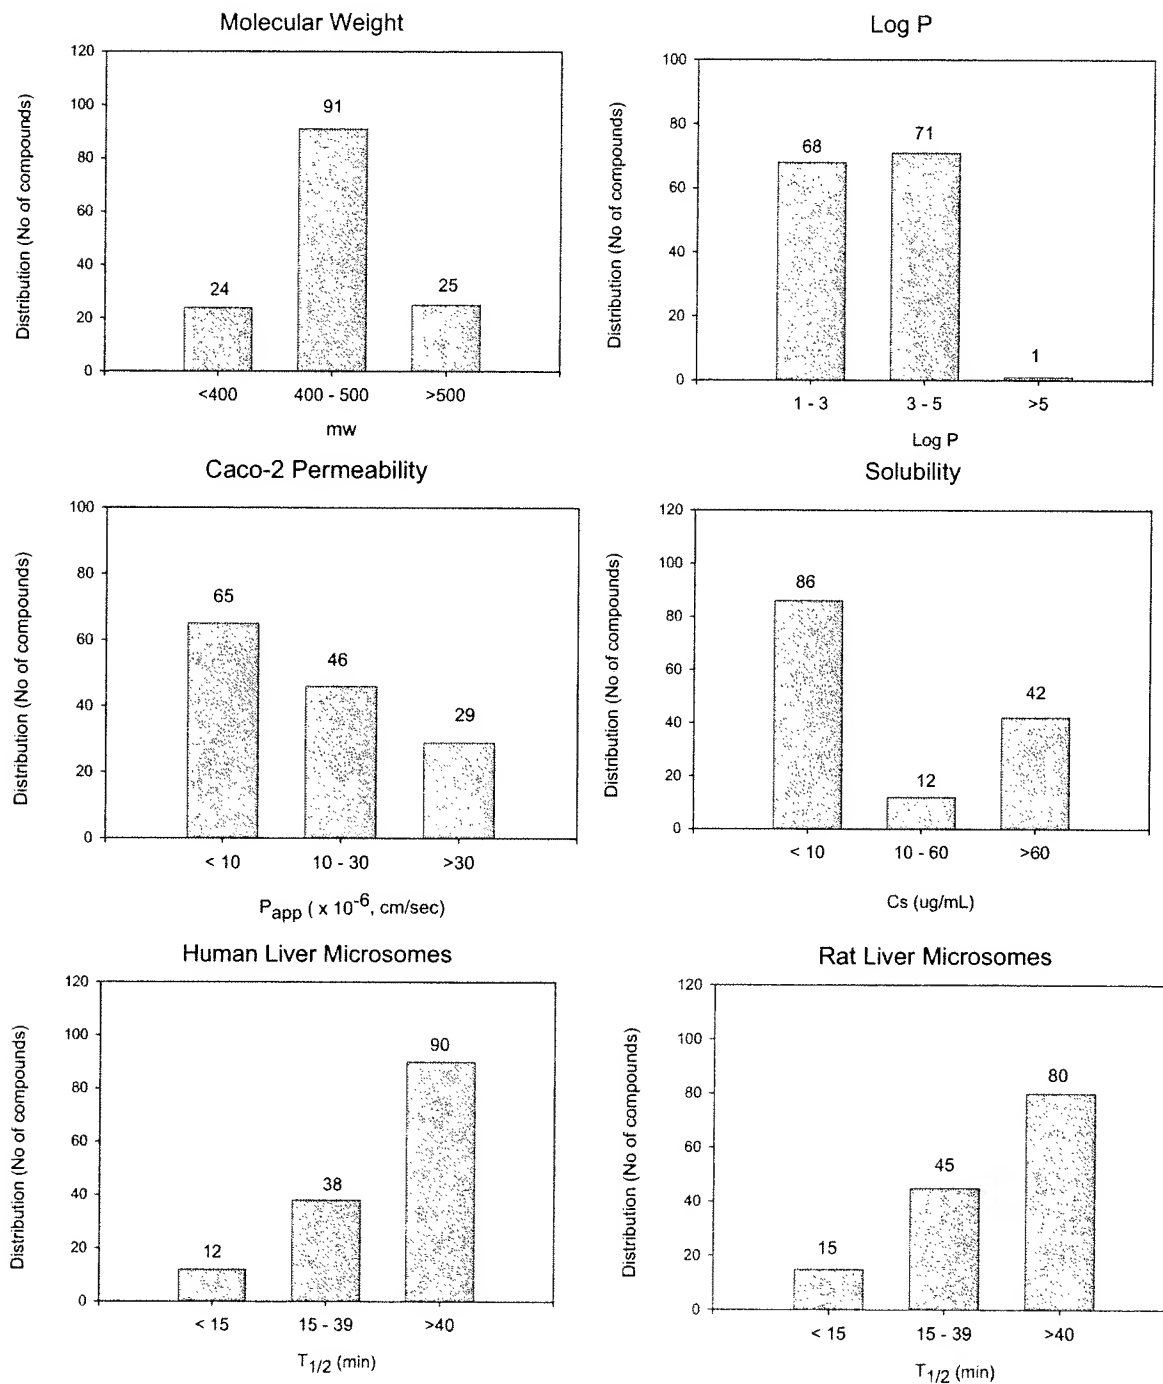 Molecular Weight
Distribution (No of compounds)
120
100
80
60
40
20
0
24
91
25
<400
400 - 500
>500
mw
Log P
Distribution (No of compounds)
100
80
60
40
20
0
68
71
1
1 - 3
3 - 5
>5
Log P
Caco-2 Permeability
Distribution (No of compounds)
100
80
60
40
20
0
65
46
29
< 10
10 - 30
>30
Papp ( x 10-6, cm/sec)
Solubility
Distribution (No of compounds)
120
100
80
60
40
20
0
86
12
42
< 10
10 - 60
>60
Cs (ug/mL)
Human Liver Microsomes
Distribution (No of compounds)
120
100
80
60
40
20
0
12
38
90
< 15
15 - 39
>40
T1/2 (min)
Rat Liver Microsomes
Distribution (No of compounds)
120
100
80
60
40
20
0
15
45
80
< 15
15 - 39
>40
T1/2 (min)